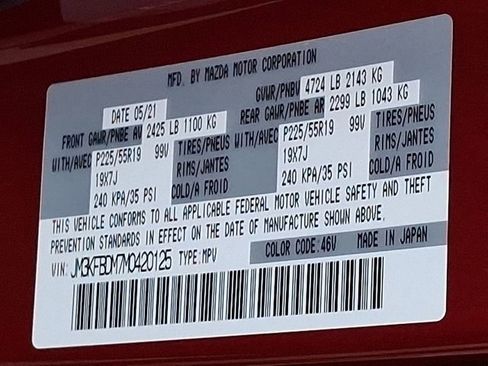 MFD. BY MAZDA MOTOR CORPORATION
DATE 05/21 GVWR/PNBV 4724 LB 2143 KG
FRONT GAWR/PNBE AV 2425 LB 1100 KG REAR GAWR/PNBE AR 2299 LB 1043 KG
WITH/AVEC P225/55R19 99V TIRES/PNEUS WITH/AVEC P225/55R19 99V TIRES/PNEUS
19X7J RIMS/JANTES 19X7J RIMS/JANTES
240 KPA/35 PSI COLD/A FROID 240 KPA/35 PSI COLD/A FROID
THIS VEHICLE CONFORMS TO ALL APPLICABLE FEDERAL MOTOR VEHICLE SAFETY AND THEFT
PREVENTION STANDARDS IN EFFECT ON THE DATE OF MANUFACTURE SHOWN ABOVE.
COLOR CODE:46V MADE IN JAPAN
VIN: JM3KFBDM7M0420125 TYPE:MPV